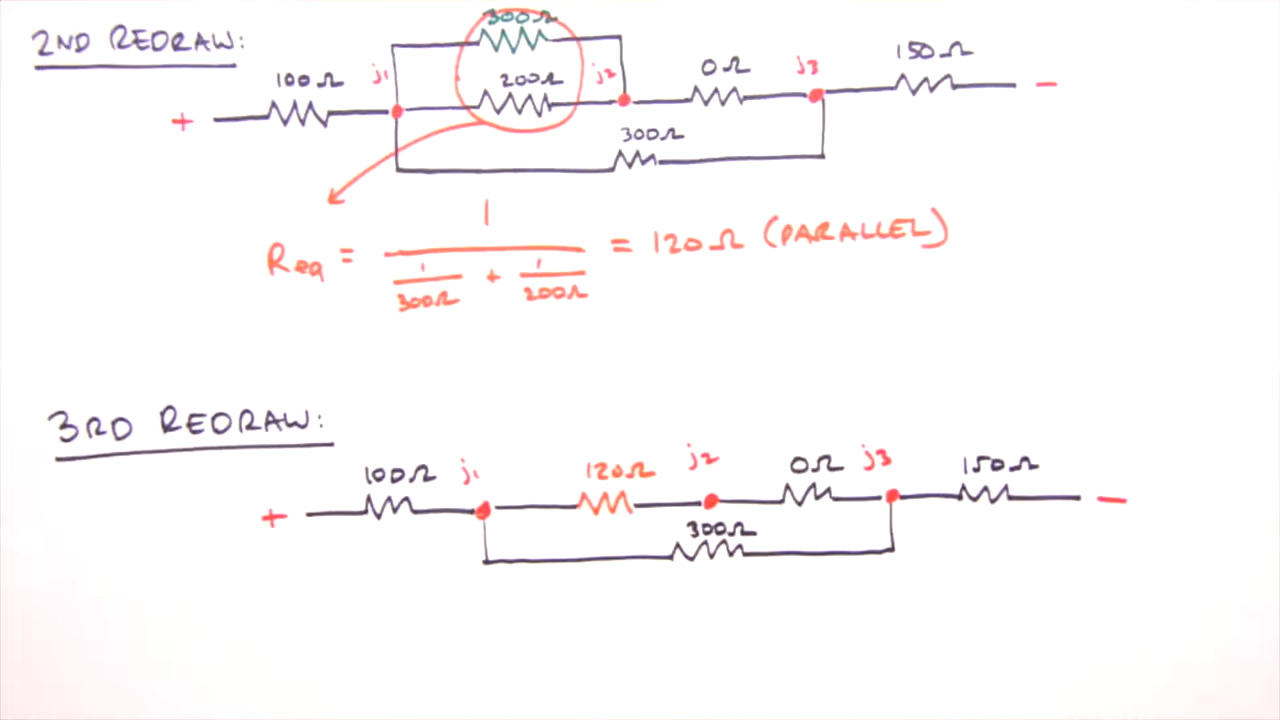 2ND REDRAW:
300Ω
100Ω j1 200Ω j2 0Ω j3 150Ω
+ -
300Ω
Req = 1 / (1/300Ω + 1/200Ω) = 120Ω (PARALLEL)
3RD REDRAW:
100Ω j1 120Ω j2 0Ω j3 150Ω
+ -
300Ω